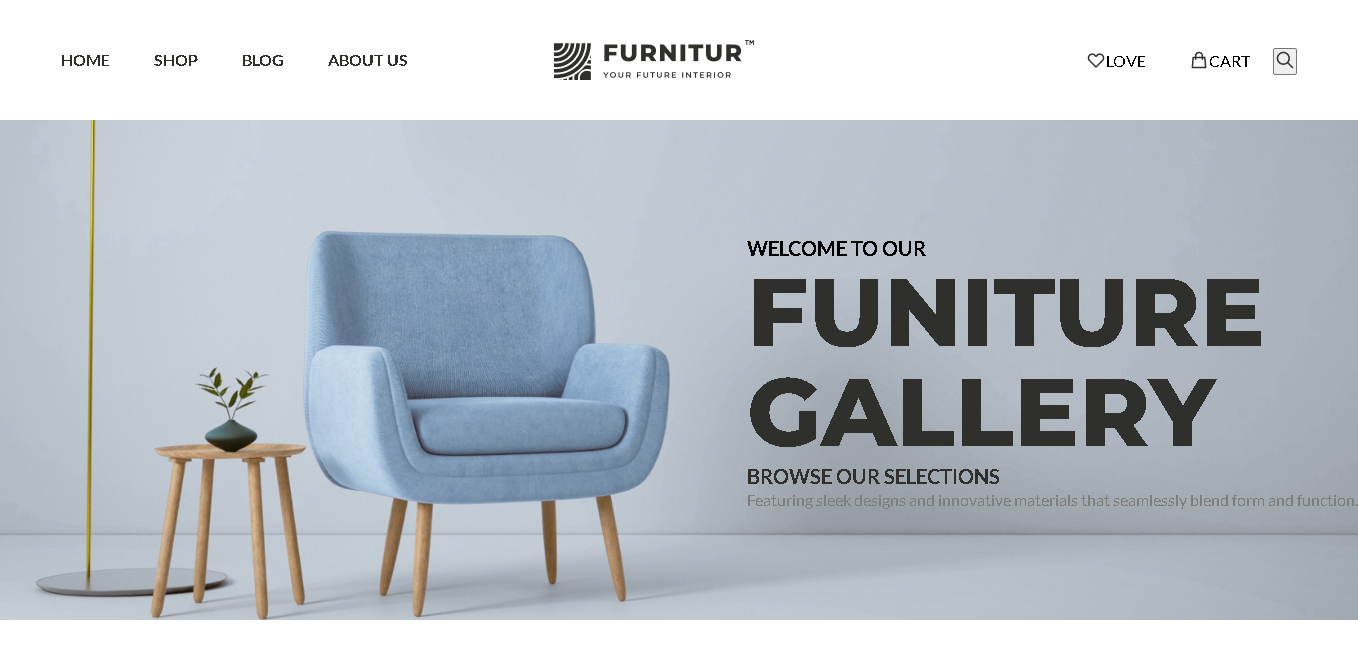 HOME SHOP BLOG ABOUT US
FURNITUR™
YOUR FUTURE INTERIOR
LOVE CART
WELCOME TO OUR
FUNITURE
GALLERY
BROWSE OUR SELECTIONS
Featuring sleek designs and innovative materials that seamlessly blend form and function.